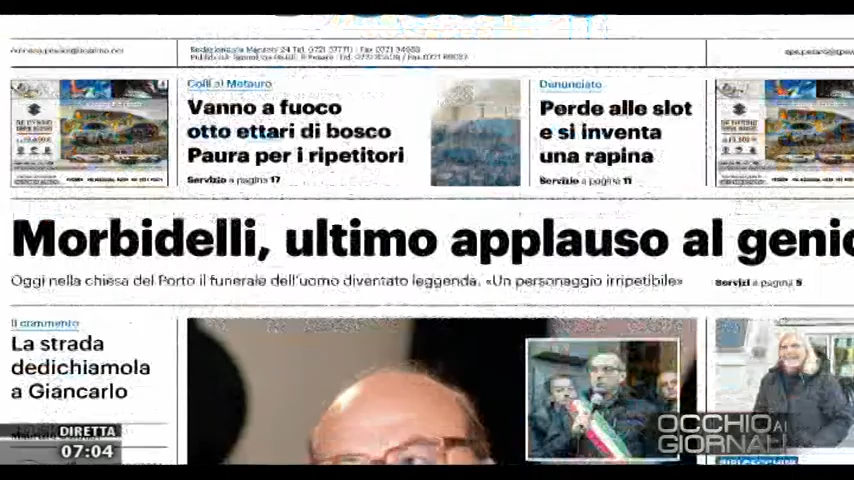 Colli al Metauro
Vanno a fuoco
otto ettari di bosco
Paura per i ripetitori
Servizio a pagina 17
Denunciato
Perde alle slot
e si inventa
una rapina
Servizio a pagina 11
Morbidelli, ultimo applauso al genio
Oggi nella chiesa del Porto il funerale dell'uomo diventato leggenda. «Un personaggio irripetibile»
Servizi a pagina 5
Il commento
La strada
dedichiamola
a Giancarlo
DIRETTA
07:04
OCCHIO AI
GIORNALI